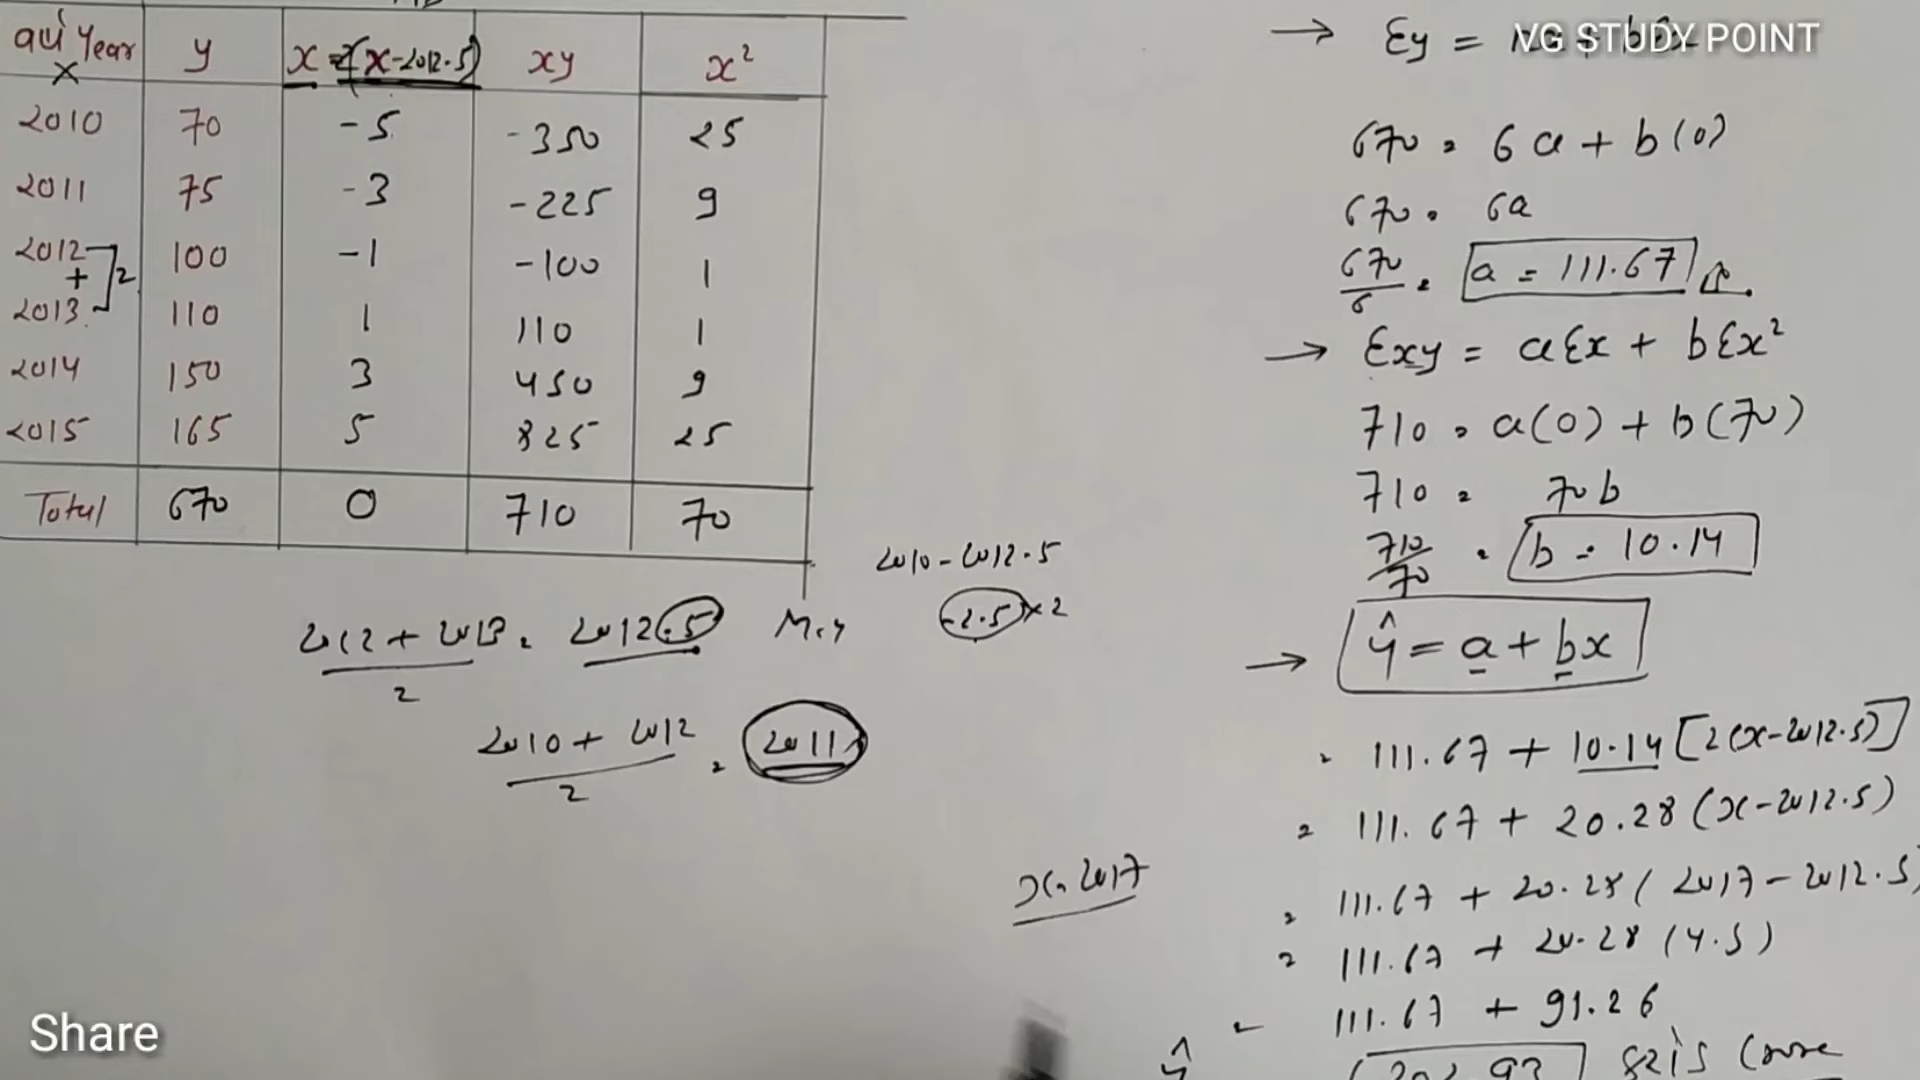 वर्ष Year y x = 2(x-2012.5) xy x²
X
2010 70 -5 -350 25
2011 75 -3 -225 9
2012 100 -1 -100 1
+ ]2
2013 110 1 110 1
2014 150 3 450 9
2015 165 5 825 25
Total 670 0 710 70
2012 + 2013 = 2012.5
2
2010 - 2012.5
-2.5 × 2
2010 + 2012 = 2011
2
x = 2017
→ Σy =
VG STUDY POINT
670 = 6a + b(0)
670 = 6a
670/6 = a = 111.67
→ Σxy = aΣx + bΣx²
710 = a(0) + b(70)
710 = 70b
710/70 = b = 10.14
→ ŷ = a + bx
= 111.67 + 10.14 [2(x-2012.5)]
= 111.67 + 20.28 (x-2012.5)
= 111.67 + 20.28 (2017-2012.5)
= 111.67 + 20.28 (4.5)
= 111.67 + 91.26
ŷ 202.93
Share